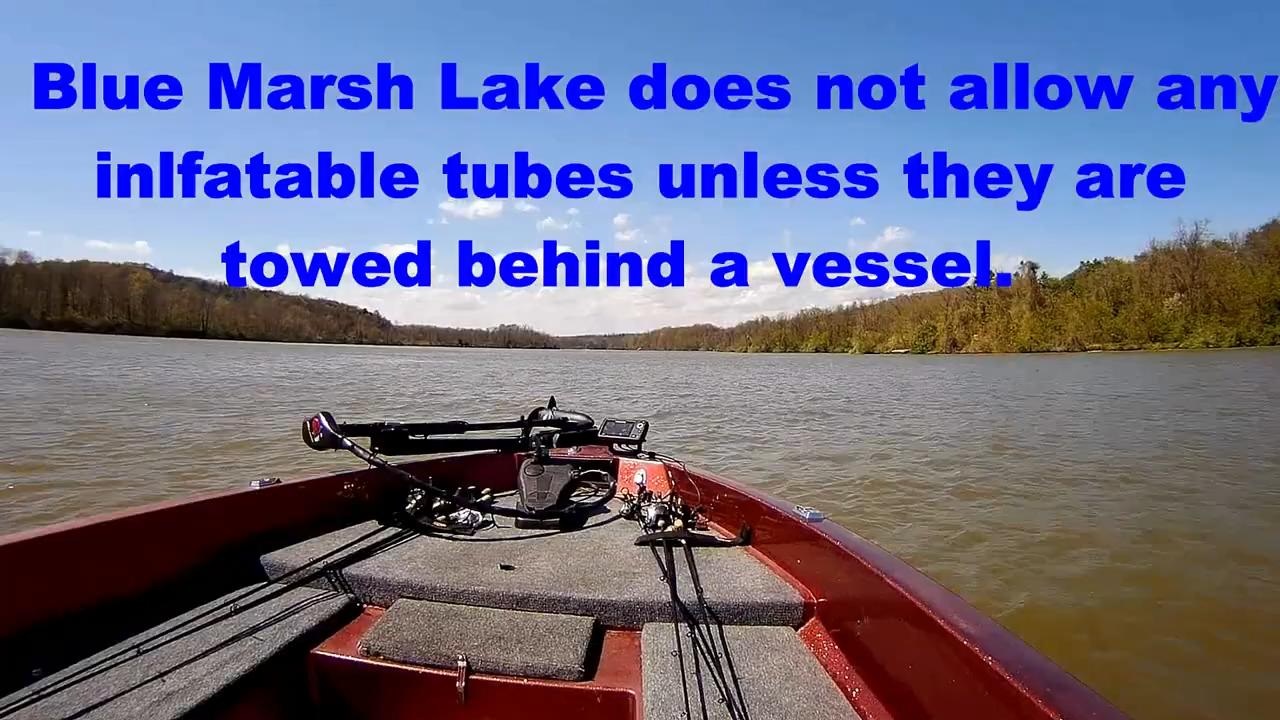 Blue Marsh Lake does not allow any
inlfatable tubes unless they are
towed behind a vessel.